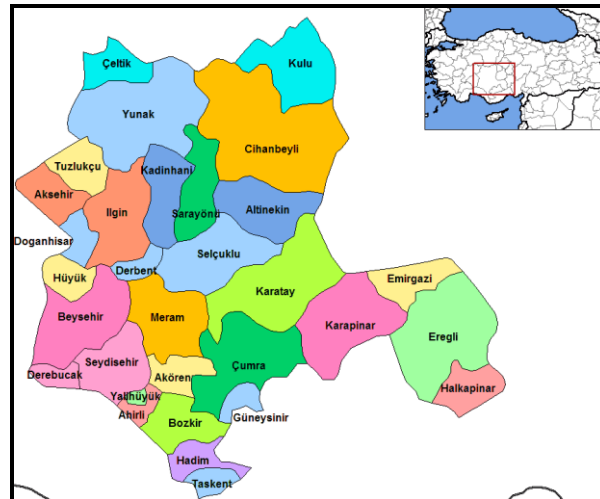 Çeltik
Kulu
Yunak
Cihanbeyli
Tuzlukçu
Kadinhani
Aksehir
Ilgin
Sarayönü
Altinekin
Doganhisar
Selçuklu
Derbent
Hüyük
Emirgazi
Karatay
Beysehir
Meram
Karapinar
Eregli
Seydisehir
Çumra
Derebucak
Akören
Halkapinar
Yalihüyük
Ahirli
Güneysinir
Bozkir
Hadim
Taskent